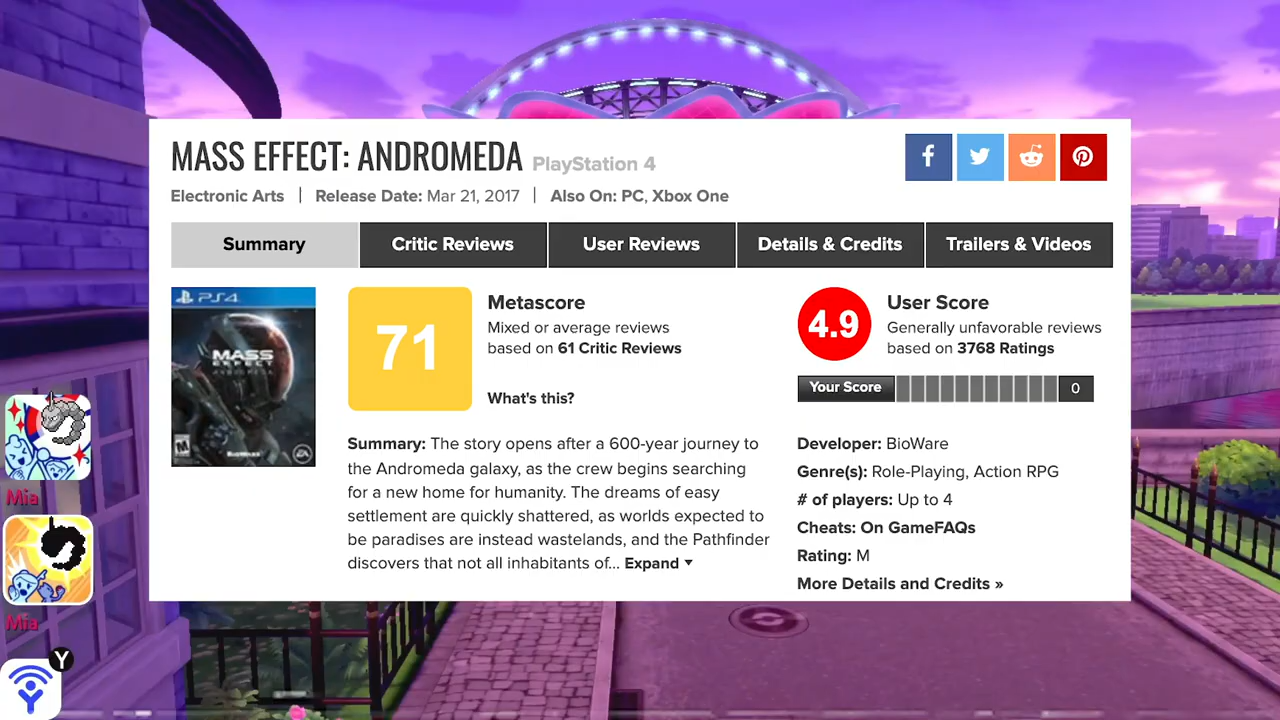 MASS EFFECT: ANDROMEDA PlayStation 4
Electronic Arts | Release Date: Mar 21, 2017 | Also On: PC, Xbox One
Summary
Critic Reviews
User Reviews
Details & Credits
Trailers & Videos
PS4
MASS
EFFECT
ANDROMEDA
M
BIOWARE
EA
71
Metascore
Mixed or average reviews
based on 61 Critic Reviews
What's this?
4.9
User Score
Generally unfavorable reviews
based on 3768 Ratings
Your Score
0
Summary: The story opens after a 600-year journey to
the Andromeda galaxy, as the crew begins searching
for a new home for humanity. The dreams of easy
settlement are quickly shattered, as worlds expected to
be paradises are instead wastelands, and the Pathfinder
discovers that not all inhabitants of... Expand
Developer: BioWare
Genre(s): Role-Playing, Action RPG
# of players: Up to 4
Cheats: On GameFAQs
Rating: M
More Details and Credits »
Mia
Mia
Y